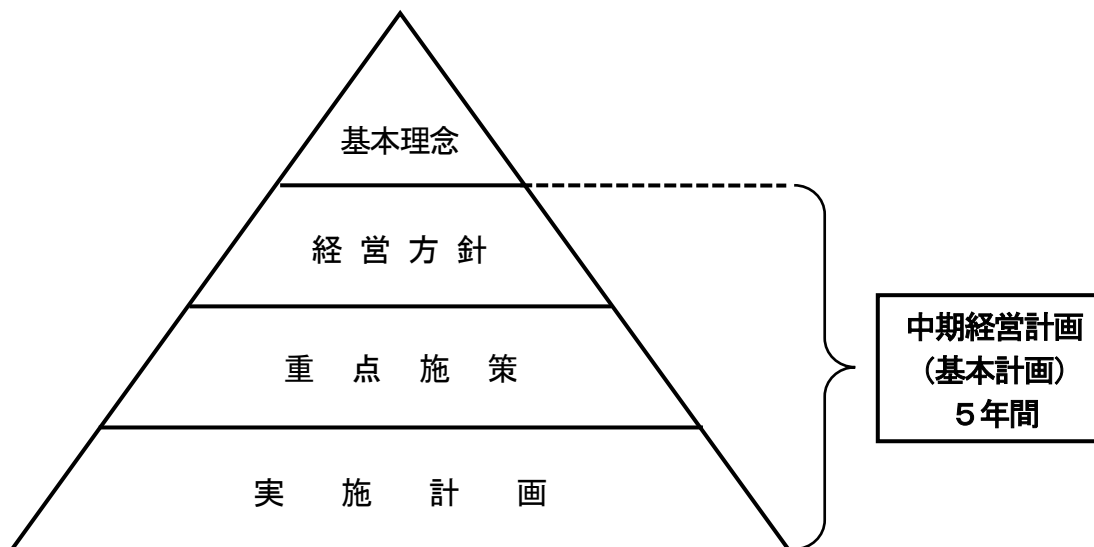 基本理念
経営方針
重点施策
実施計画
中期経営計画
（基本計画）
５年間